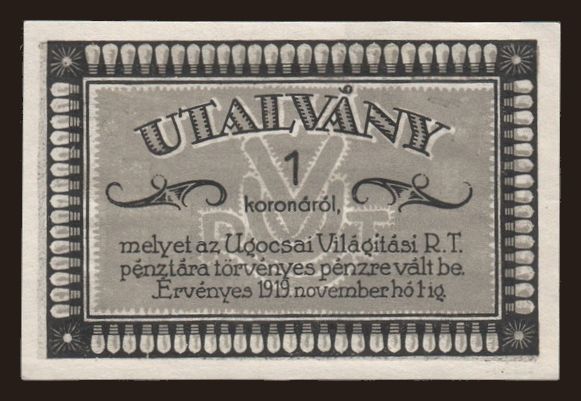 UTALVÁNY
1
koronáról,
melyet az Ugocsai Világitási R.T.
pénztára törvényes pénzre vált be.
Érvényes 1919. november hó 1 ig.